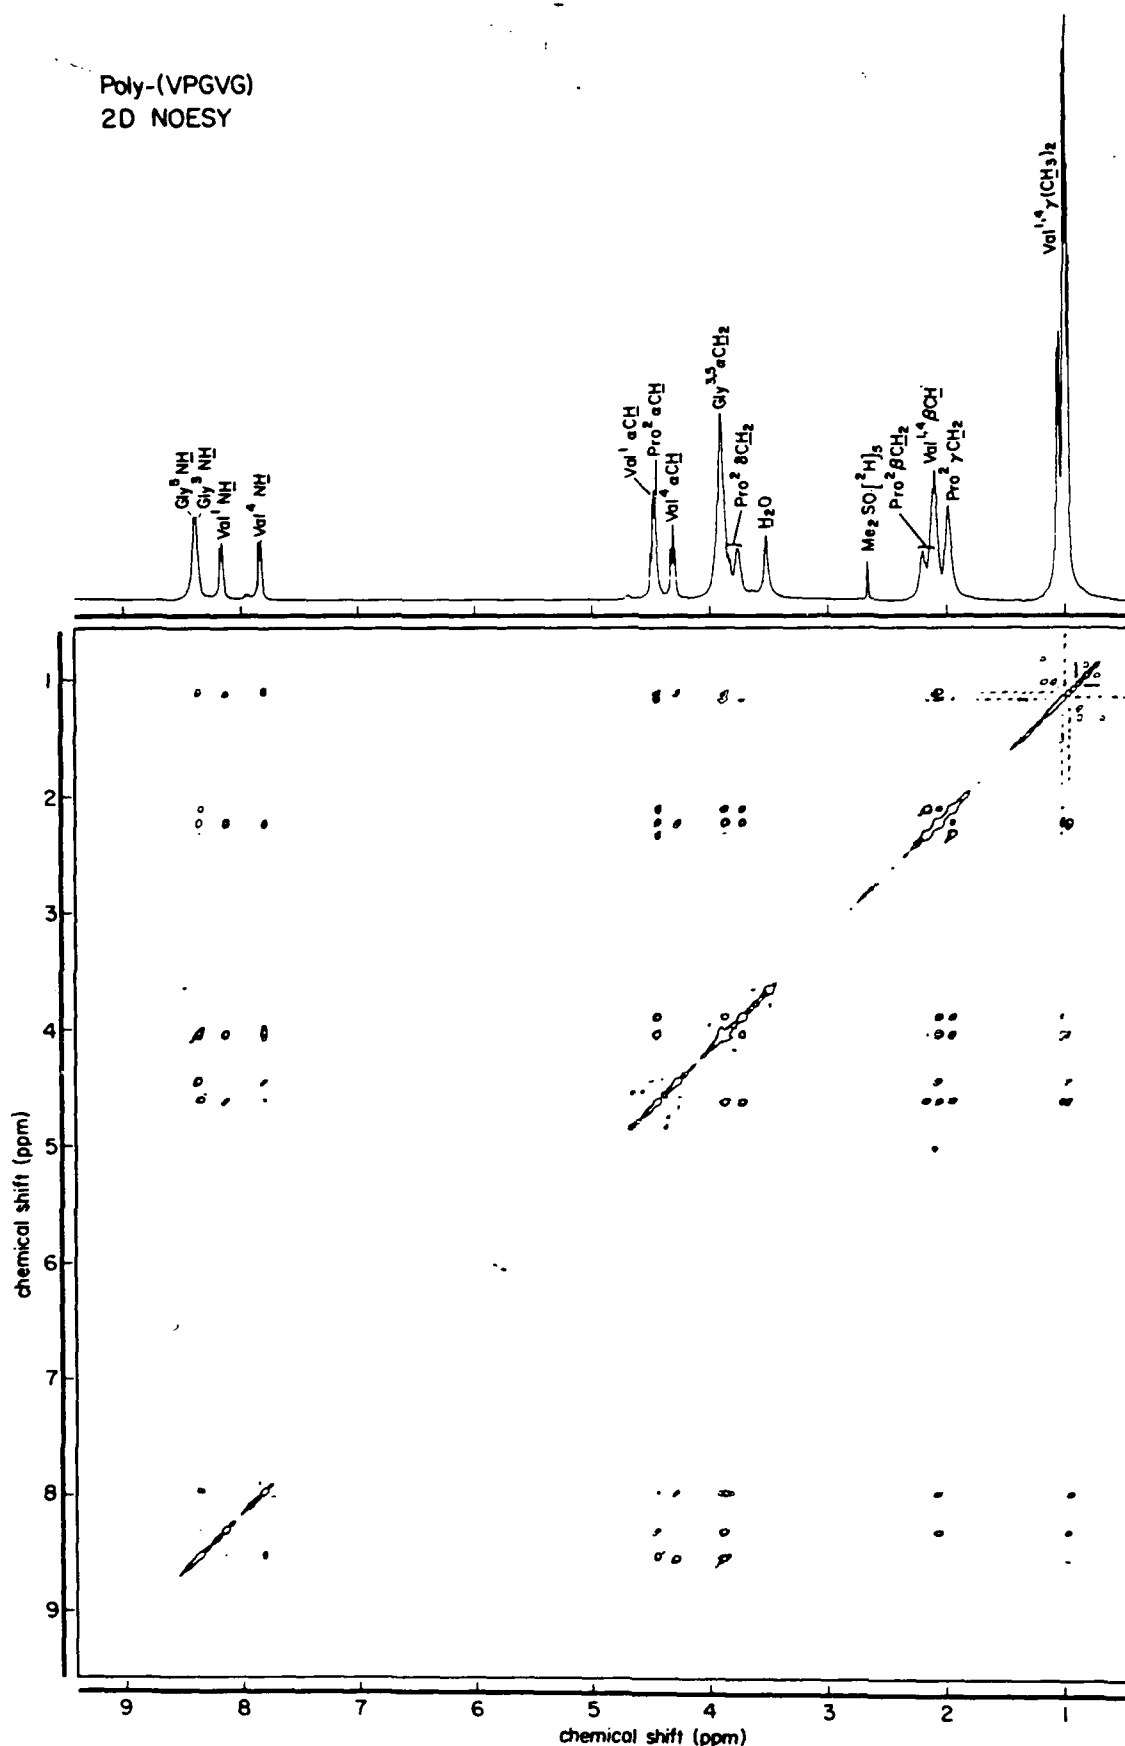 Poly-(VPGVG)
2D NOESY
Gly⁵ NH
Gly³ NH
Val¹ NH
Val⁴ NH
Val¹ αCH
Pro² αCH
Val⁴ αCH
Gly³,⁵ αCH₂
Pro² δCH₂
H₂O
Me₂SO[²H]₅
Pro² βCH₂
Val¹,⁴ βCH
Pro² γCH₂
Val¹,⁴ γ(CH₃)₂
1
2
3
4
5
6
7
8
9
chemical shift (ppm)
9 8 7 6 5 4 3 2 1
chemical shift (ppm)